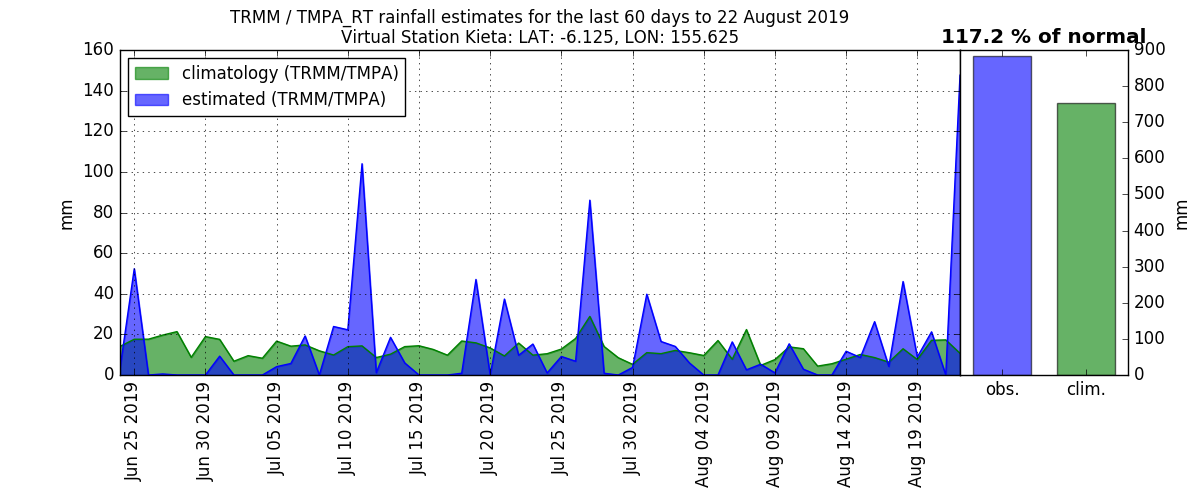 TRMM / TMPA_RT rainfall estimates for the last 60 days to 22 August 2019
Virtual Station Kieta: LAT: -6.125, LON: 155.625
117.2 % of normal
climatology (TRMM/TMPA)
estimated (TRMM/TMPA)
mm
160
140
120
100
80
60
40
20
0
Jun 25 2019
Jun 30 2019
Jul 05 2019
Jul 10 2019
Jul 15 2019
Jul 20 2019
Jul 25 2019
Jul 30 2019
Aug 04 2019
Aug 09 2019
Aug 14 2019
Aug 19 2019
obs.
clim.
900
800
700
600
500
400
300
200
100
0
mm